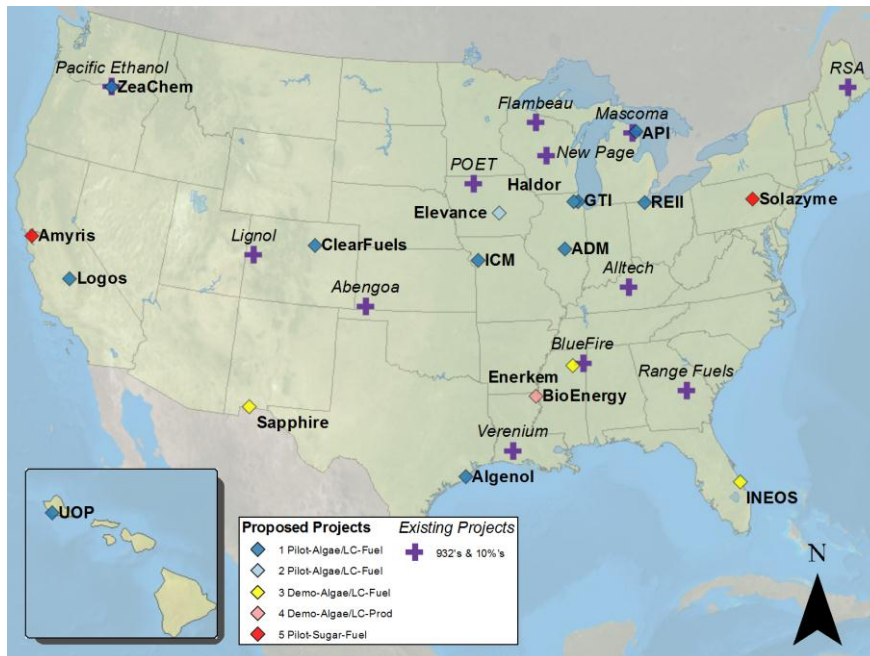 RSA
Pacific Ethanol
ZeaChem
Flambeau
Mascoma
API
New Page
POET
Haldor
GTI
REII
Solazyme
Elevance
Amyris
Lignol
ClearFuels
ADM
ICM
Logos
Alltech
Abengoa
BlueFire
Enerkem
Range Fuels
BioEnergy
Sapphire
Verenium
Algenol
INEOS
UOP
Proposed Projects
Existing Projects
1 Pilot-Algae/LC-Fuel
932's & 10%'s
2 Pilot-Algae/LC-Fuel
3 Demo-Algae/LC-Fuel
4 Demo-Algae/LC-Prod
5 Pilot-Sugar-Fuel
N